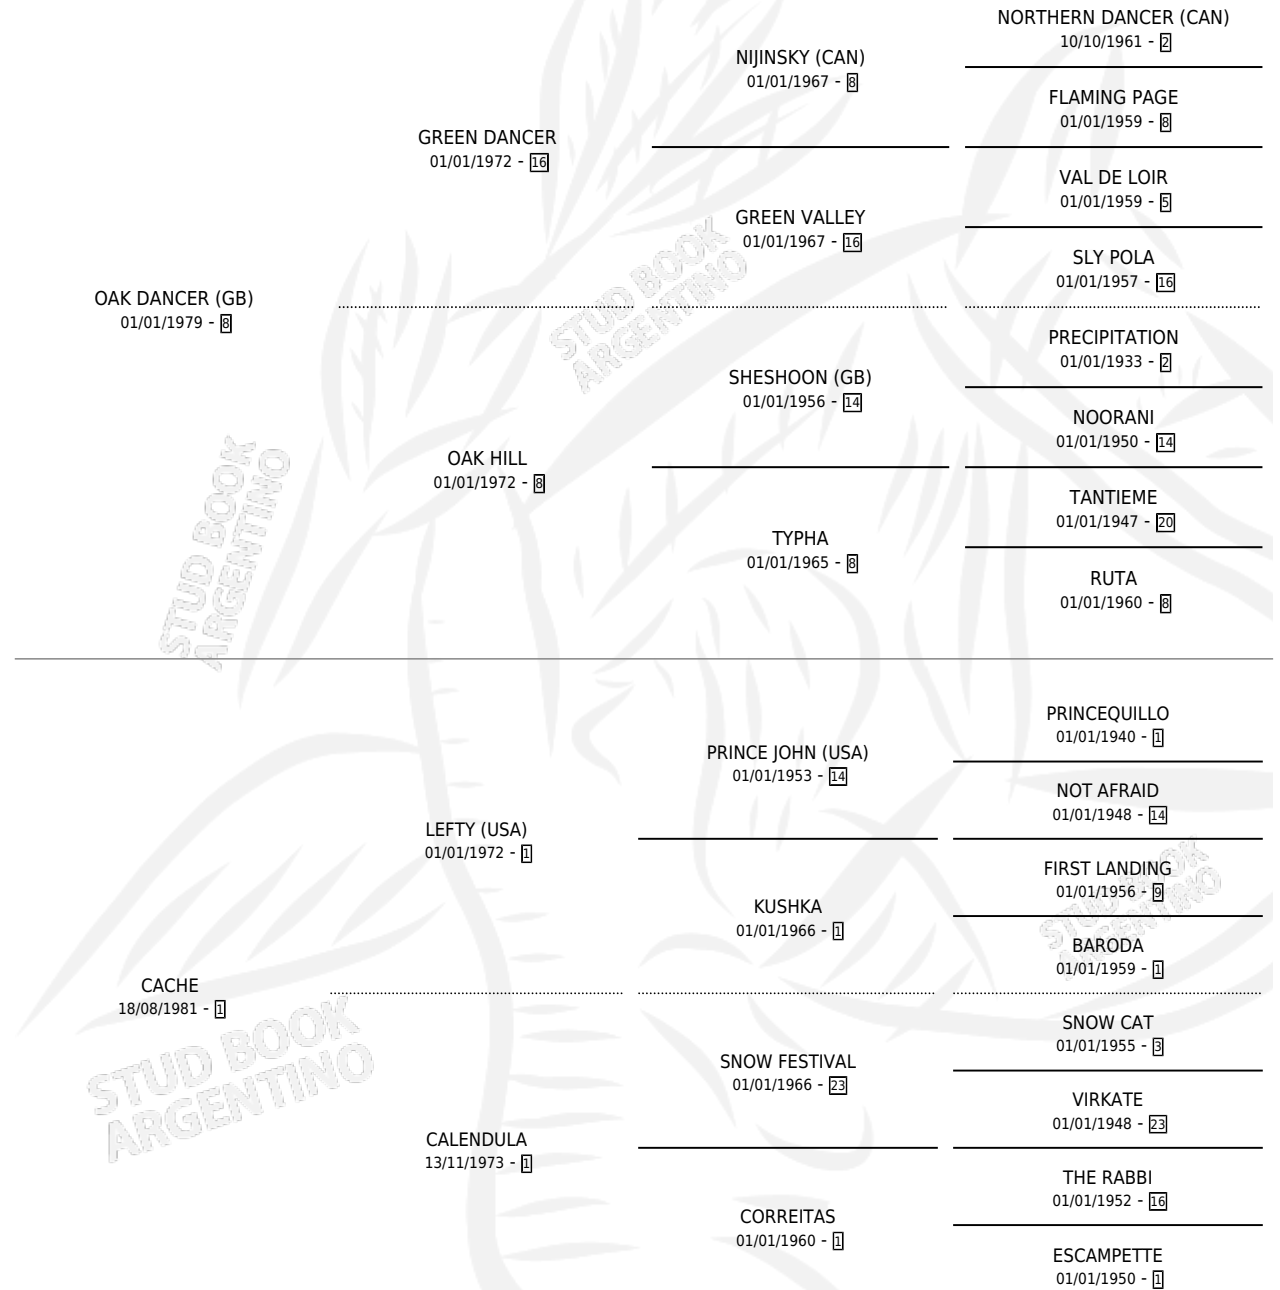 NORTHERN DANCER (CAN)
10/10/1961 - 2
NIJINSKY (CAN)
01/01/1967 - 8
FLAMING PAGE
01/01/1959 - 8
GREEN DANCER
01/01/1972 - 16
VAL DE LOIR
01/01/1959 - 5
GREEN VALLEY
01/01/1967 - 16
SLY POLA
01/01/1957 - 16
OAK DANCER (GB)
01/01/1979 - 8
PRECIPITATION
01/01/1933 - 2
SHESHOON (GB)
01/01/1956 - 14
NOORANI
01/01/1950 - 14
OAK HILL
01/01/1972 - 8
TANTIEME
01/01/1947 - 20
TYPHA
01/01/1965 - 8
RUTA
01/01/1960 - 8
PRINCEQUILLO
01/01/1940 - 1
PRINCE JOHN (USA)
01/01/1953 - 14
NOT AFRAID
01/01/1948 - 14
LEFTY (USA)
01/01/1972 - 1
FIRST LANDING
01/01/1956 - 9
KUSHKA
01/01/1966 - 1
BARODA
01/01/1959 - 1
CACHE
18/08/1981 - 1
SNOW CAT
01/01/1955 - 3
SNOW FESTIVAL
01/01/1966 - 23
VIRKATE
01/01/1948 - 23
CALENDULA
13/11/1973 - 1
THE RABBI
01/01/1952 - 16
CORREITAS
01/01/1960 - 1
ESCAMPETTE
01/01/1950 - 1
STUD BOOK
ARGENTINO
STUD BOOK
ARGENTINO
STUD BOOK
ARGENTINO
STUD BOOK
ARGENTINO